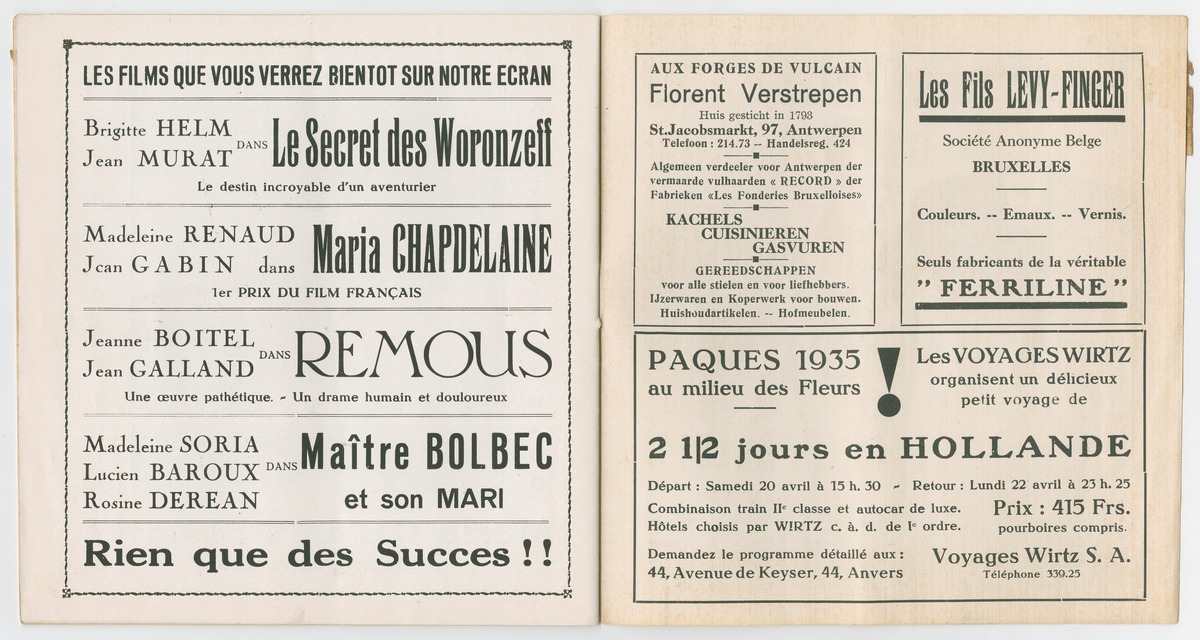 LES FILMS QUE VOUS VERREZ BIENTOT SUR NOTRE ECRAN
Brigitte HELM
Jean MURAT
DANS
Le Secret des Woronzeff
Le destin incroyable d'un aventurier
Madeleine RENAUD
Jean GABIN dans
Maria CHAPDELAINE
1er PRIX DU FILM FRANÇAIS
Jeanne BOITEL
Jean GALLAND
DANS
REMOUS
Une œuvre pathétique. - Un drame humain et douloureux
Madeleine SORIA
Lucien BAROUX
Rosine DEREAN
DANS
Maître BOLBEC
et son MARI
Rien que des Succes !!
AUX FORGES DE VULCAIN
Florent Verstrepen
Huis gesticht in 1798
St.Jacobsmarkt, 97, Antwerpen
Telefoon : 214.73 -- Handelsreg. 424
Algemeen verdeeler voor Antwerpen der
vermaarde vulhaarden « RECORD » der
Fabrieken «Les Fonderies Bruxelloises»
KACHELS
CUISINIEREN
GASVUREN
GEREEDSCHAPPEN
voor alle stielen en voor liefhebbers.
IJzerwaren en Koperwerk voor bouwen.
Huishoudartikelen. -- Hofmeubelen.
Les Fils LEVY-FINGER
Société Anonyme Belge
BRUXELLES
Couleurs. -- Emaux. -- Vernis.
Seuls fabricants de la véritable
" FERRILINE "
PAQUES 1935
au milieu des Fleurs
!
Les VOYAGES WIRTZ
organisent un délicieux
petit voyage de
2 1|2 jours en HOLLANDE
Départ : Samedi 20 avril à 15 h. 30 - Retour : Lundi 22 avril à 23 h. 25
Combinaison train IIe classe et autocar de luxe.
Hôtels choisis par WIRTZ c. à. d. de Ie ordre.
Prix : 415 Frs.
pourboires compris.
Demandez le programme détaillé aux :
44, Avenue de Keyser, 44, Anvers
Voyages Wirtz S. A.
Téléphone 339.25